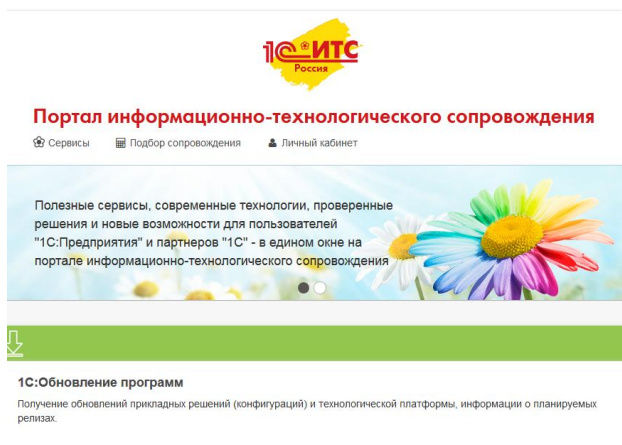 1С ИТС
Россия
Портал информационно-технологического сопровождения
Сервисы Подбор сопровождения Личный кабинет
Полезные сервисы, современные технологии, проверенные
решения и новые возможности для пользователей
"1С:Предприятия" и партнеров "1С" - в едином окне на
портале информационно-технологического сопровождения
1С:Обновление программ
Получение обновлений прикладных решений (конфигураций) и технологической платформы, информации о планируемых
релизах.